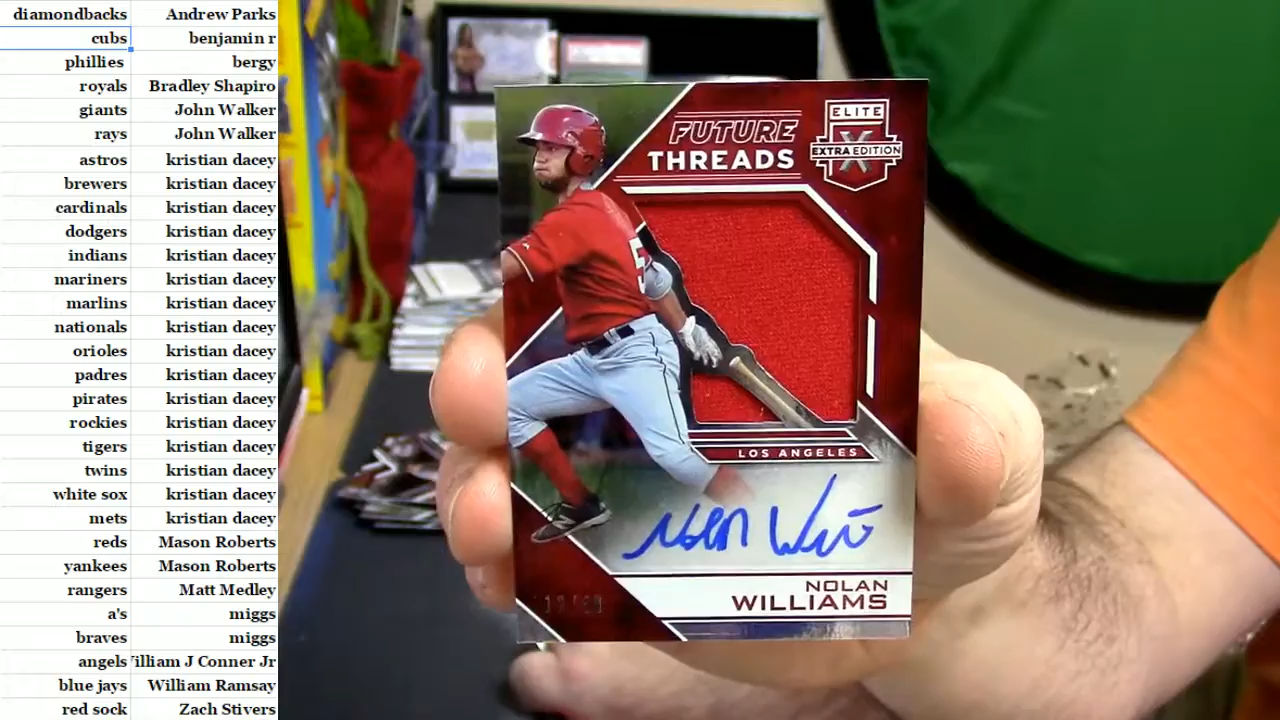 diamondbacks Andrew Parks
cubs benjamin r
phillies bergy
royals Bradley Shapiro
giants John Walker
rays John Walker
astros kristian dacey
brewers kristian dacey
cardinals kristian dacey
dodgers kristian dacey
indians kristian dacey
mariners kristian dacey
marlins kristian dacey
nationals kristian dacey
orioles kristian dacey
padres kristian dacey
pirates kristian dacey
rockies kristian dacey
tigers kristian dacey
twins kristian dacey
white sox kristian dacey
mets kristian dacey
reds Mason Roberts
yankees Mason Roberts
rangers Matt Medley
a's miggs
braves miggs
angels illiam J Conner Jr
blue jays William Ramsay
red sock Zach Stivers
FUTURE
THREADS
ELITE
X
EXTRA EDITION
5
LOS ANGELES
NOLAN
WILLIAMS